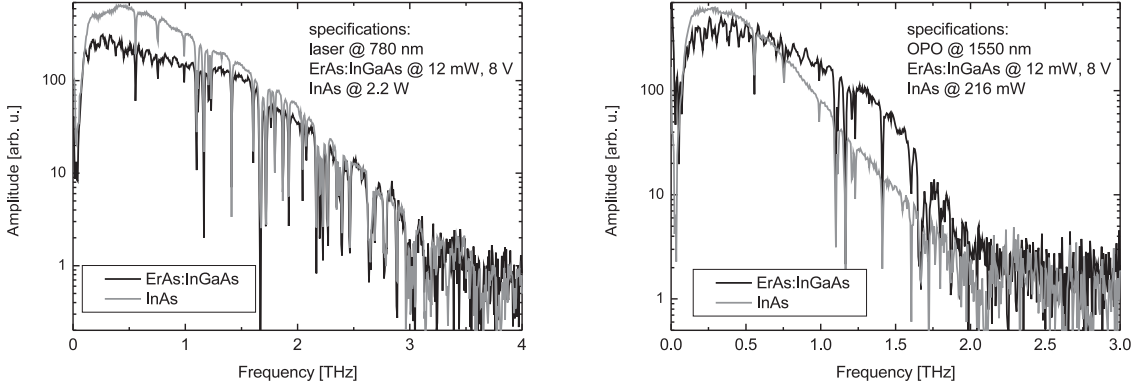 specifications:
laser @ 780 nm
ErAs:InGaAs @ 12 mW, 8 V
InAs @ 2.2 W
100
10
1
Amplitude [arb. u.]
ErAs:InGaAs
InAs
0 1 2 3 4
Frequency [THz]
specifications:
OPO @ 1550 nm
ErAs:InGaAs @ 12 mW, 8 V
InAs @ 216 mW
100
10
1
Amplitude [arb. u.]
ErAs:InGaAs
InAs
0.0 0.5 1.0 1.5 2.0 2.5 3.0
Frequency [THz]